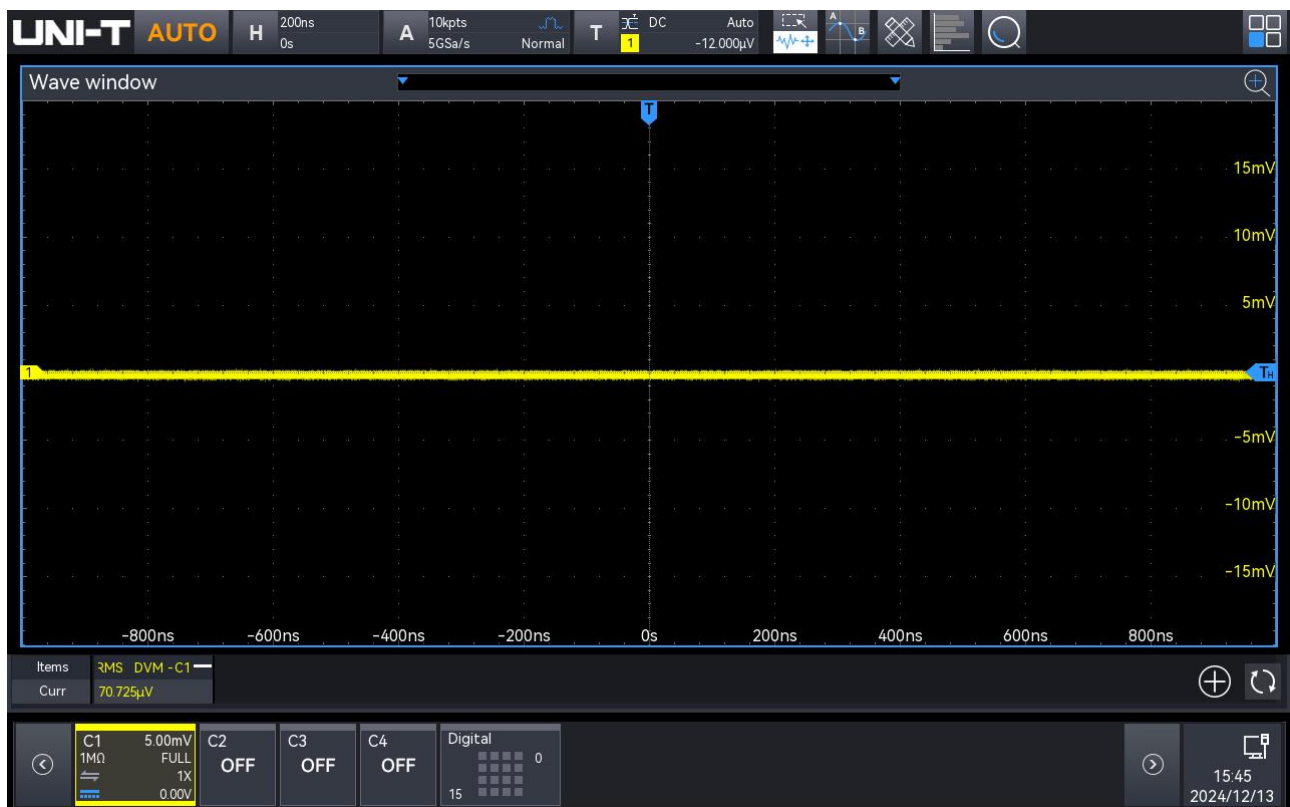 UNI-T AUTO H 200ns 0s A 10kpts 5GSa/s Normal T 1 DC Auto -12.000µV A B
Wave window
T
15mV
10mV
5mV
1 TH
-5mV
-10mV
-15mV
-800ns -600ns -400ns -200ns 0s 200ns 400ns 600ns 800ns
Items RMS DVM-C1
Curr 70.725µV
C1 5.00mV
1MΩ FULL
1X
0.00V
C2
OFF
C3
OFF
C4
OFF
Digital
0
15
15:45
2024/12/13